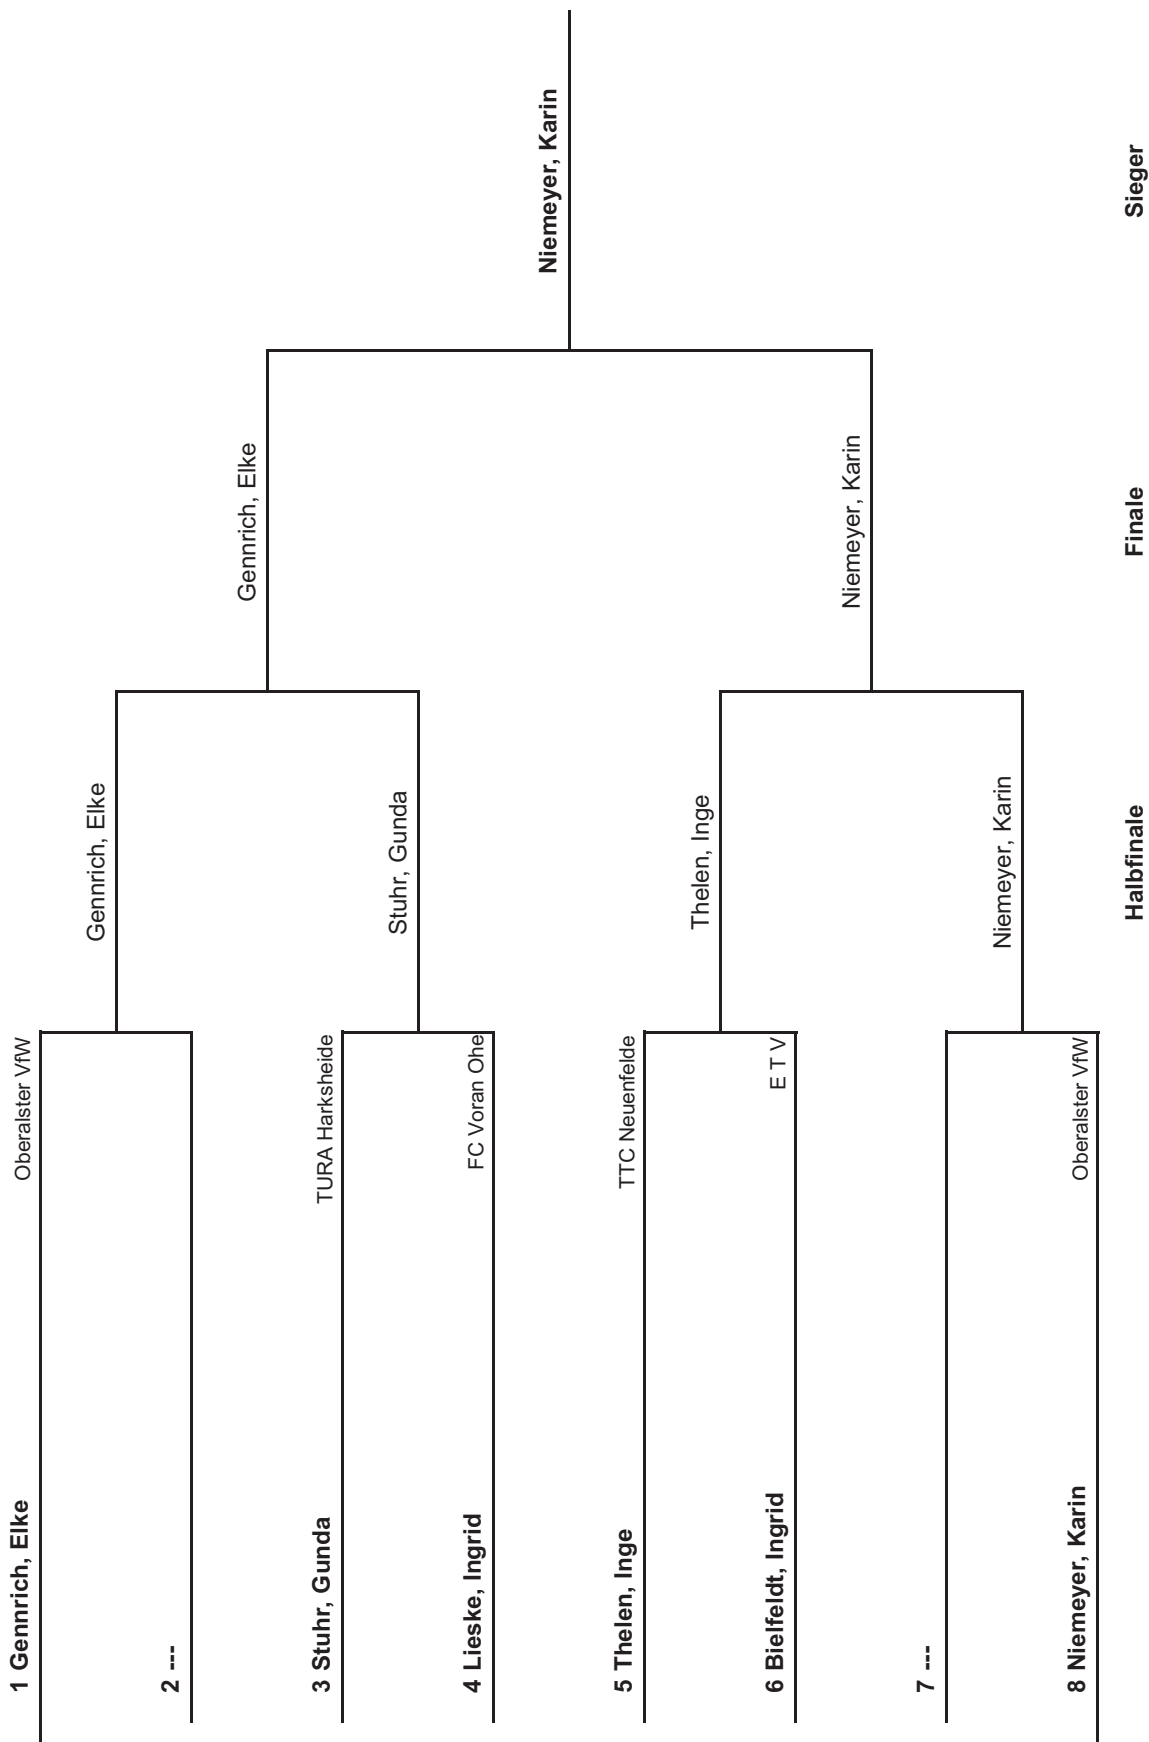 1 Gennrich, Elke Oberalster VfW
2 ---
3 Stuhr, Gunda TURA Harksheide
4 Lieske, Ingrid FC Voran Ohe
5 Thelen, Inge TTC Neuenfelde
6 Bielfeldt, Ingrid E T V
7 ---
8 Niemeyer, Karin Oberalster VfW
Gennrich, Elke
Stuhr, Gunda
Thelen, Inge
Niemeyer, Karin
Halbfinale
Gennrich, Elke
Niemeyer, Karin
Finale
Niemeyer, Karin
Sieger